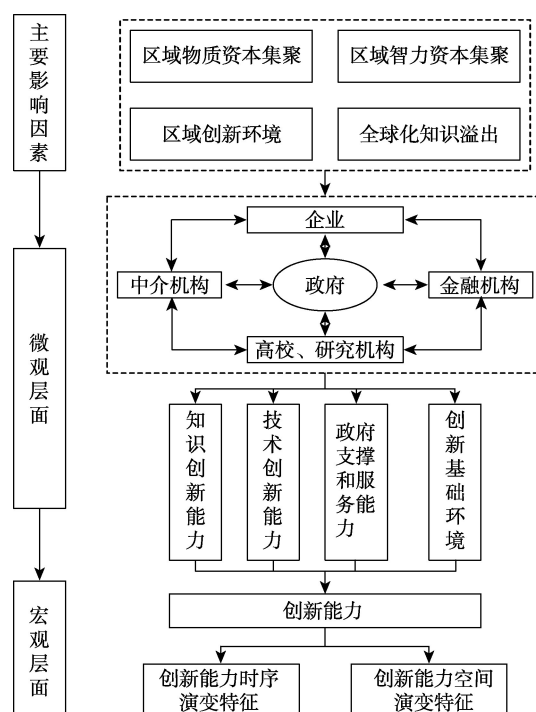 主要影响因素
区域物质资本集聚
区域智力资本集聚
区域创新环境
全球化知识溢出
微观层面
企业
中介机构
政府
金融机构
高校、研究机构
知识创新能力
技术创新能力
政府
支撑
和服
务能
力
创新基础环境
宏观层面
创新能力
创新能力时序
演变特征
创新能力空间
演变特征